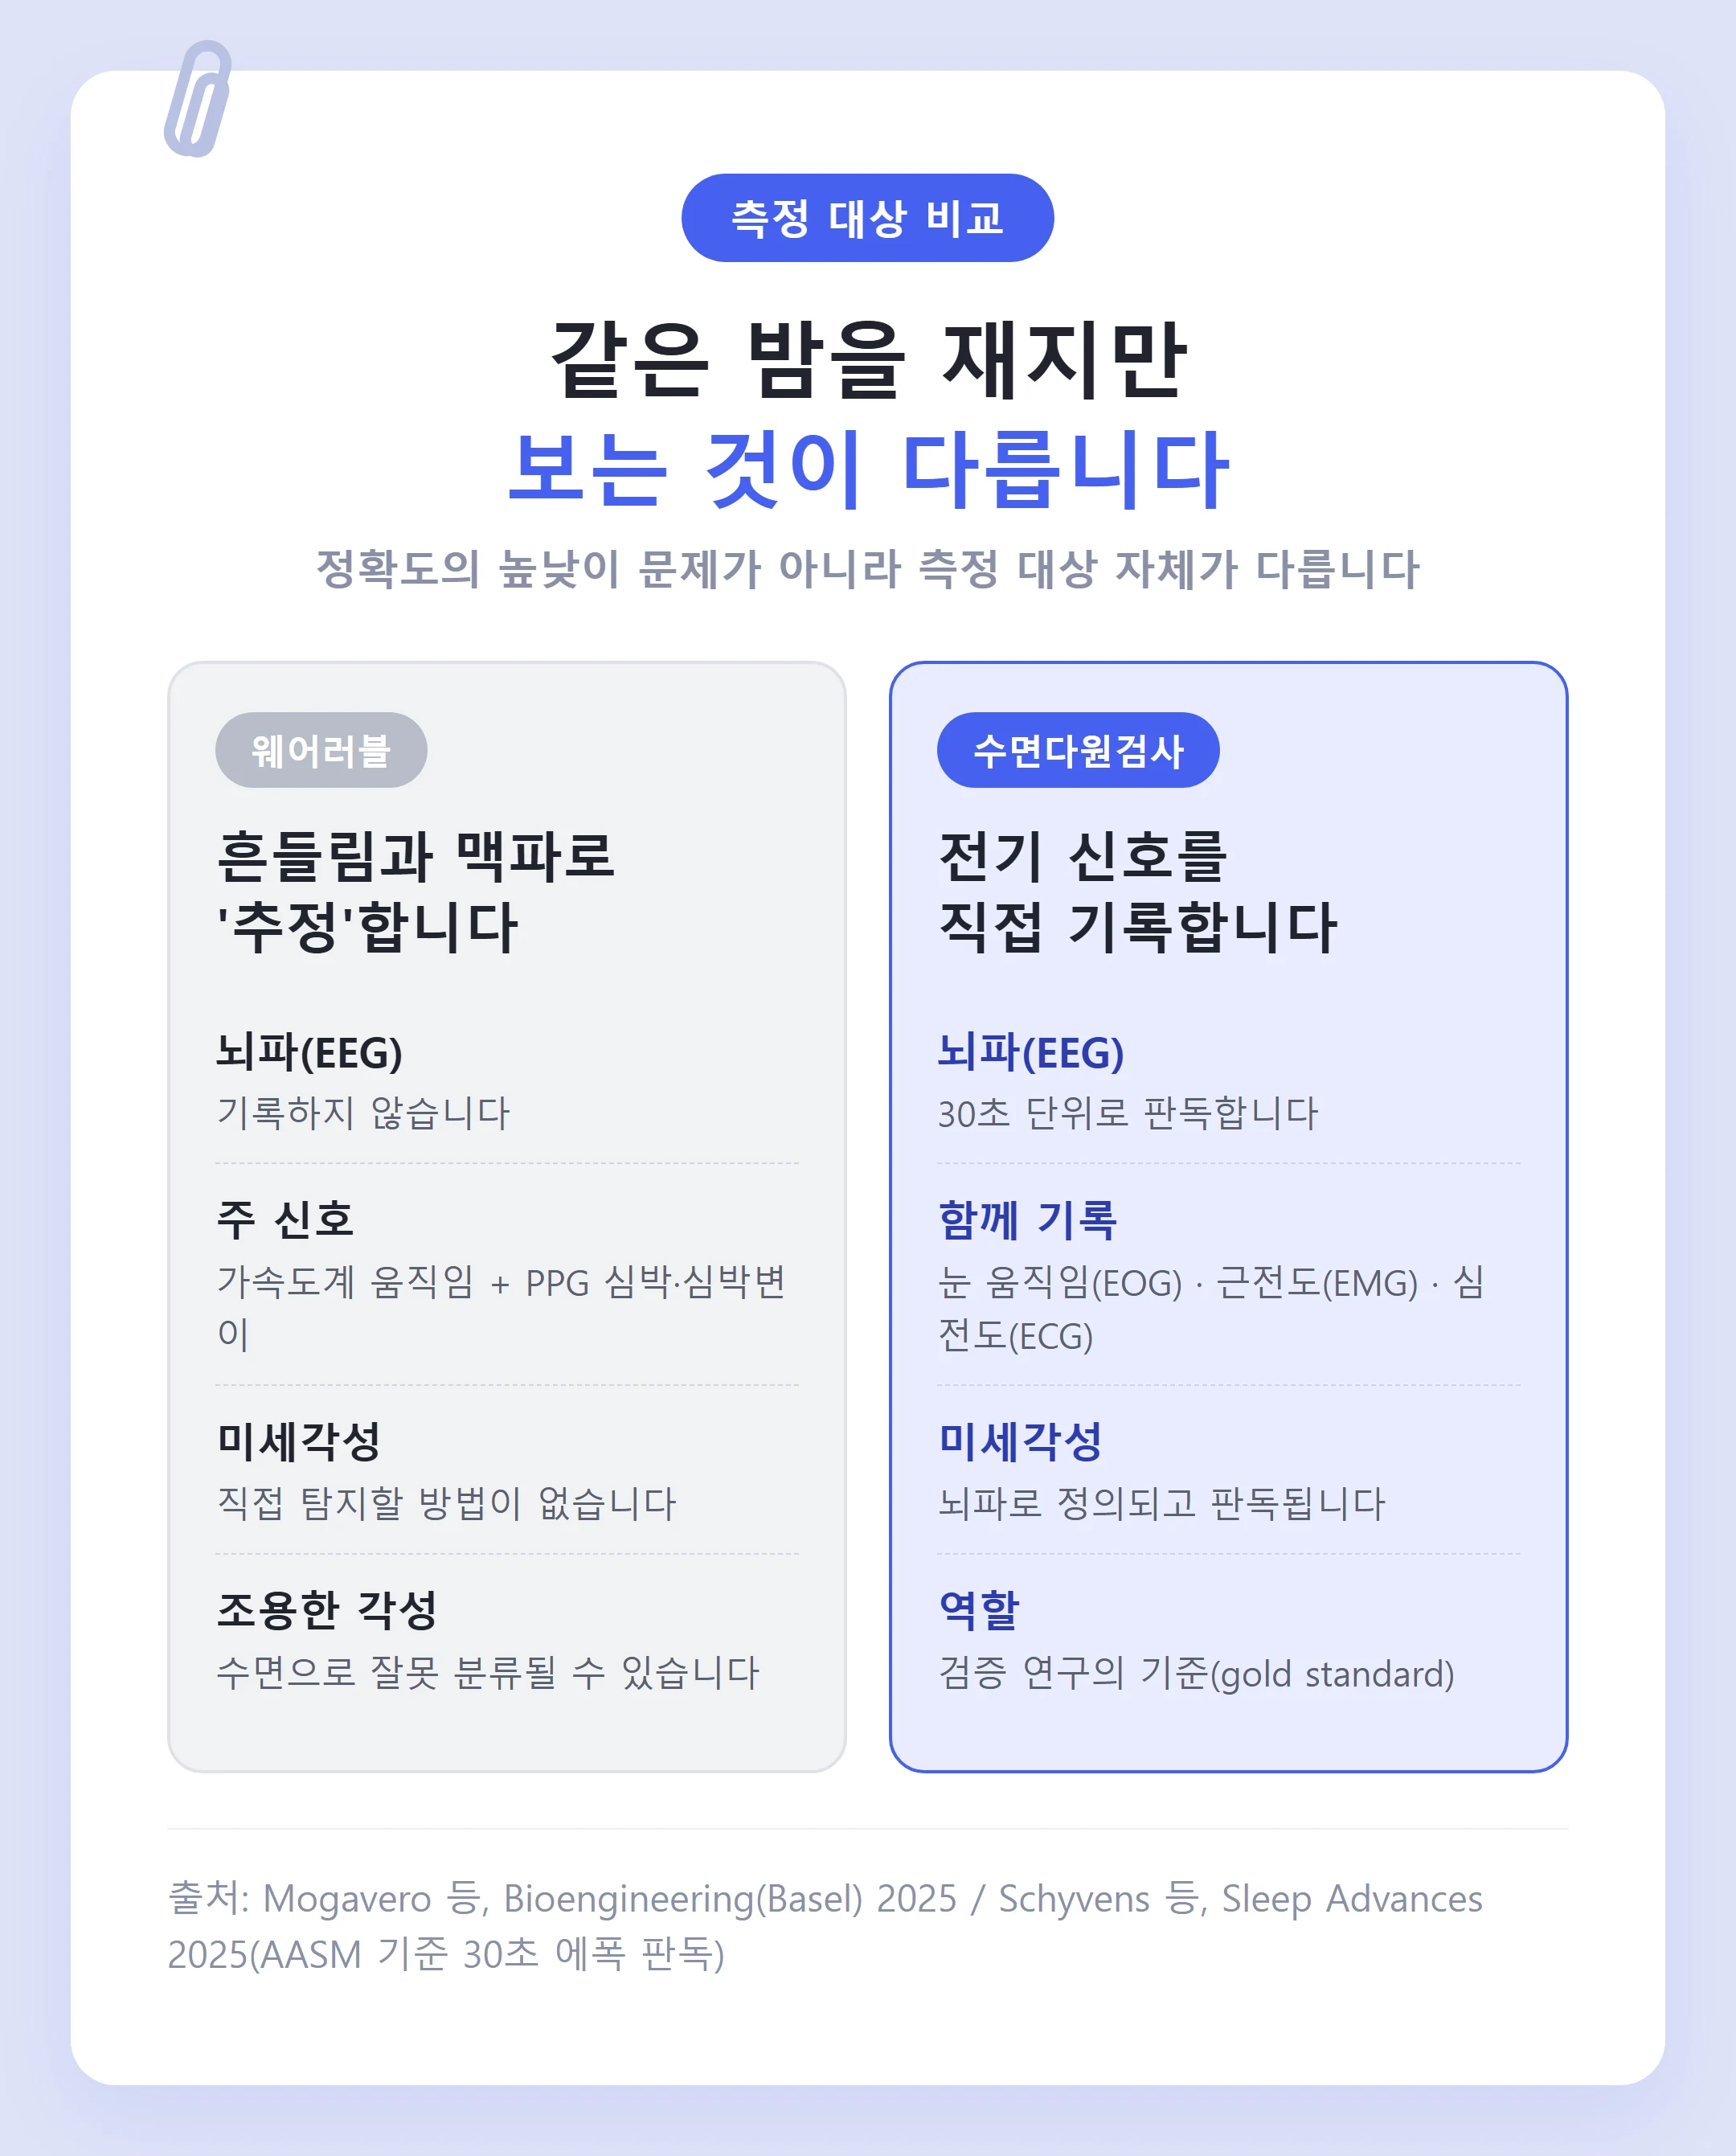 측정 대상 비교
같은 밤을 재지만
보는 것이 다릅니다
정확도의 높낮이 문제가 아니라 측정 대상 자체가 다릅니다
웨어러블
흔들림과 맥파로
'추정'합니다
뇌파(EEG)
기록하지 않습니다
주 신호
가속도계 움직임 + PPG 심박·심박변
이
미세각성
직접 탐지할 방법이 없습니다
조용한 각성
수면으로 잘못 분류될 수 있습니다
수면다원검사
전기 신호를
직접 기록합니다
뇌파(EEG)
30초 단위로 판독합니다
함께 기록
눈 움직임(EOG) · 근전도(EMG) · 심
전도(ECG)
미세각성
뇌파로 정의되고 판독됩니다
역할
검증 연구의 기준(gold standard)
출처: Mogavero 등, Bioengineering(Basel) 2025 / Schyvens 등, Sleep Advances
2025(AASM 기준 30초 에폭 판독)